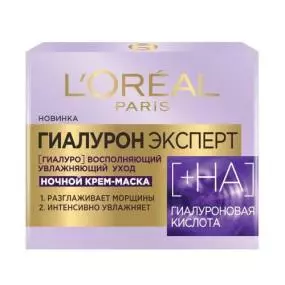 L'ORÉAL
PARIS
НОВИНКА
ГИАЛУРОН ЭКСПЕРТ
[ГИАЛУРО] ВОСПОЛНЯЮЩИЙ
УВЛАЖНЯЮЩИЙ УХОД
НОЧНОЙ КРЕМ-МАСКА
1. РАЗГЛАЖИВАЕТ МОРЩИНЫ
2. ИНТЕНСИВНО УВЛАЖНЯЕТ
[+HA]
ГИАЛУРОНОВАЯ
КИСЛОТА